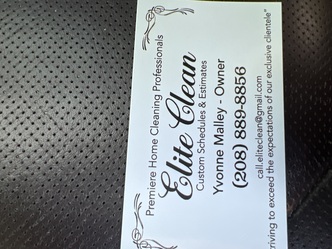 Premiere Home Cleaning Professionals
Elite Clean
Custom Schedules & Estimates
Yvonne Malley - Owner
(208) 889-8856
call.eliteclean@gmail.com
to exceed the expectations of our exclusive clientele"